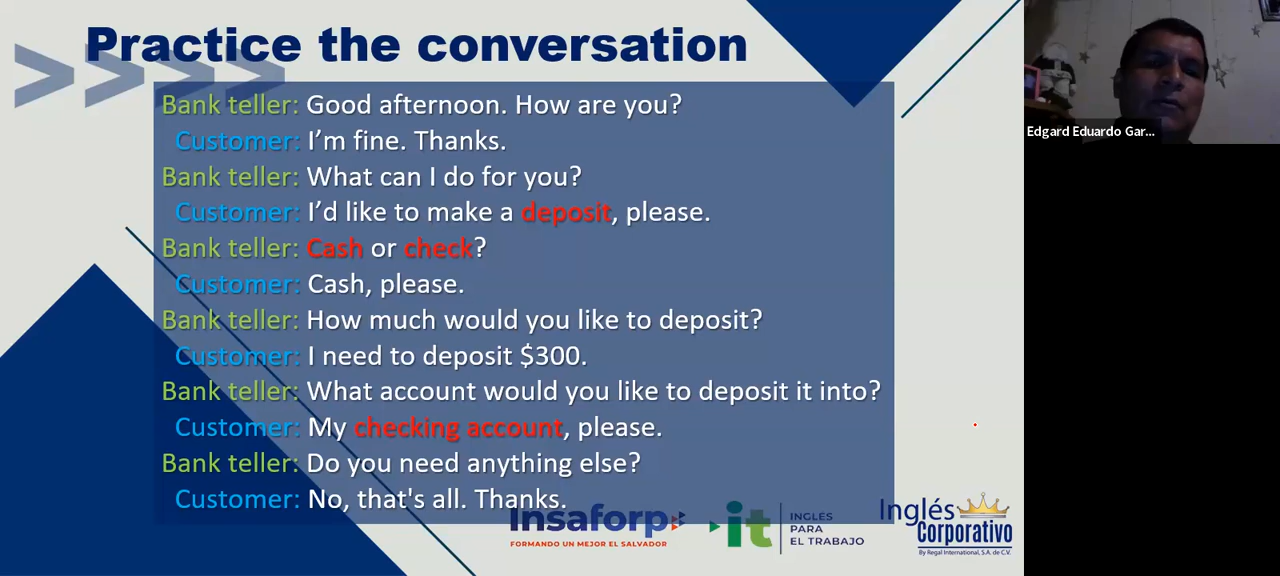 Practice the conversation
Bank teller: Good afternoon. How are you?
Customer: I'm fine. Thanks.
Bank teller: What can I do for you?
Customer: I'd like to make a deposit, please.
Bank teller: Cash or check?
Customer: Cash, please.
Bank teller: How much would you like to deposit?
Customer: I need to deposit $300.
Bank teller: What account would you like to deposit it into?
Customer: My checking account, please.
Bank teller: Do you need anything else?
Customer: No, that's all. Thanks.
Insaforp
FORMANDO UN MEJOR EL SALVADOR
it
INGLÉS
PARA
EL TRABAJO
Inglés
Corporativo
By Regal International, S.A. de C.V.
Edgard Eduardo Gar...